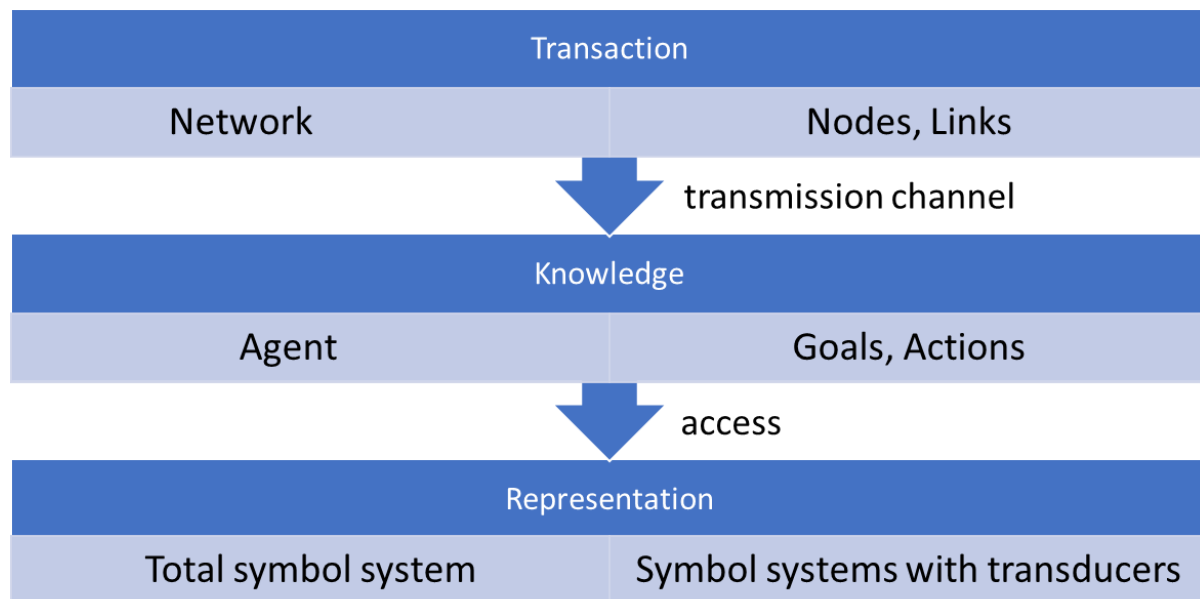 Transaction
Network Nodes, Links
transmission channel
Knowledge
Agent Goals, Actions
access
Representation
Total symbol system Symbol systems with transducers